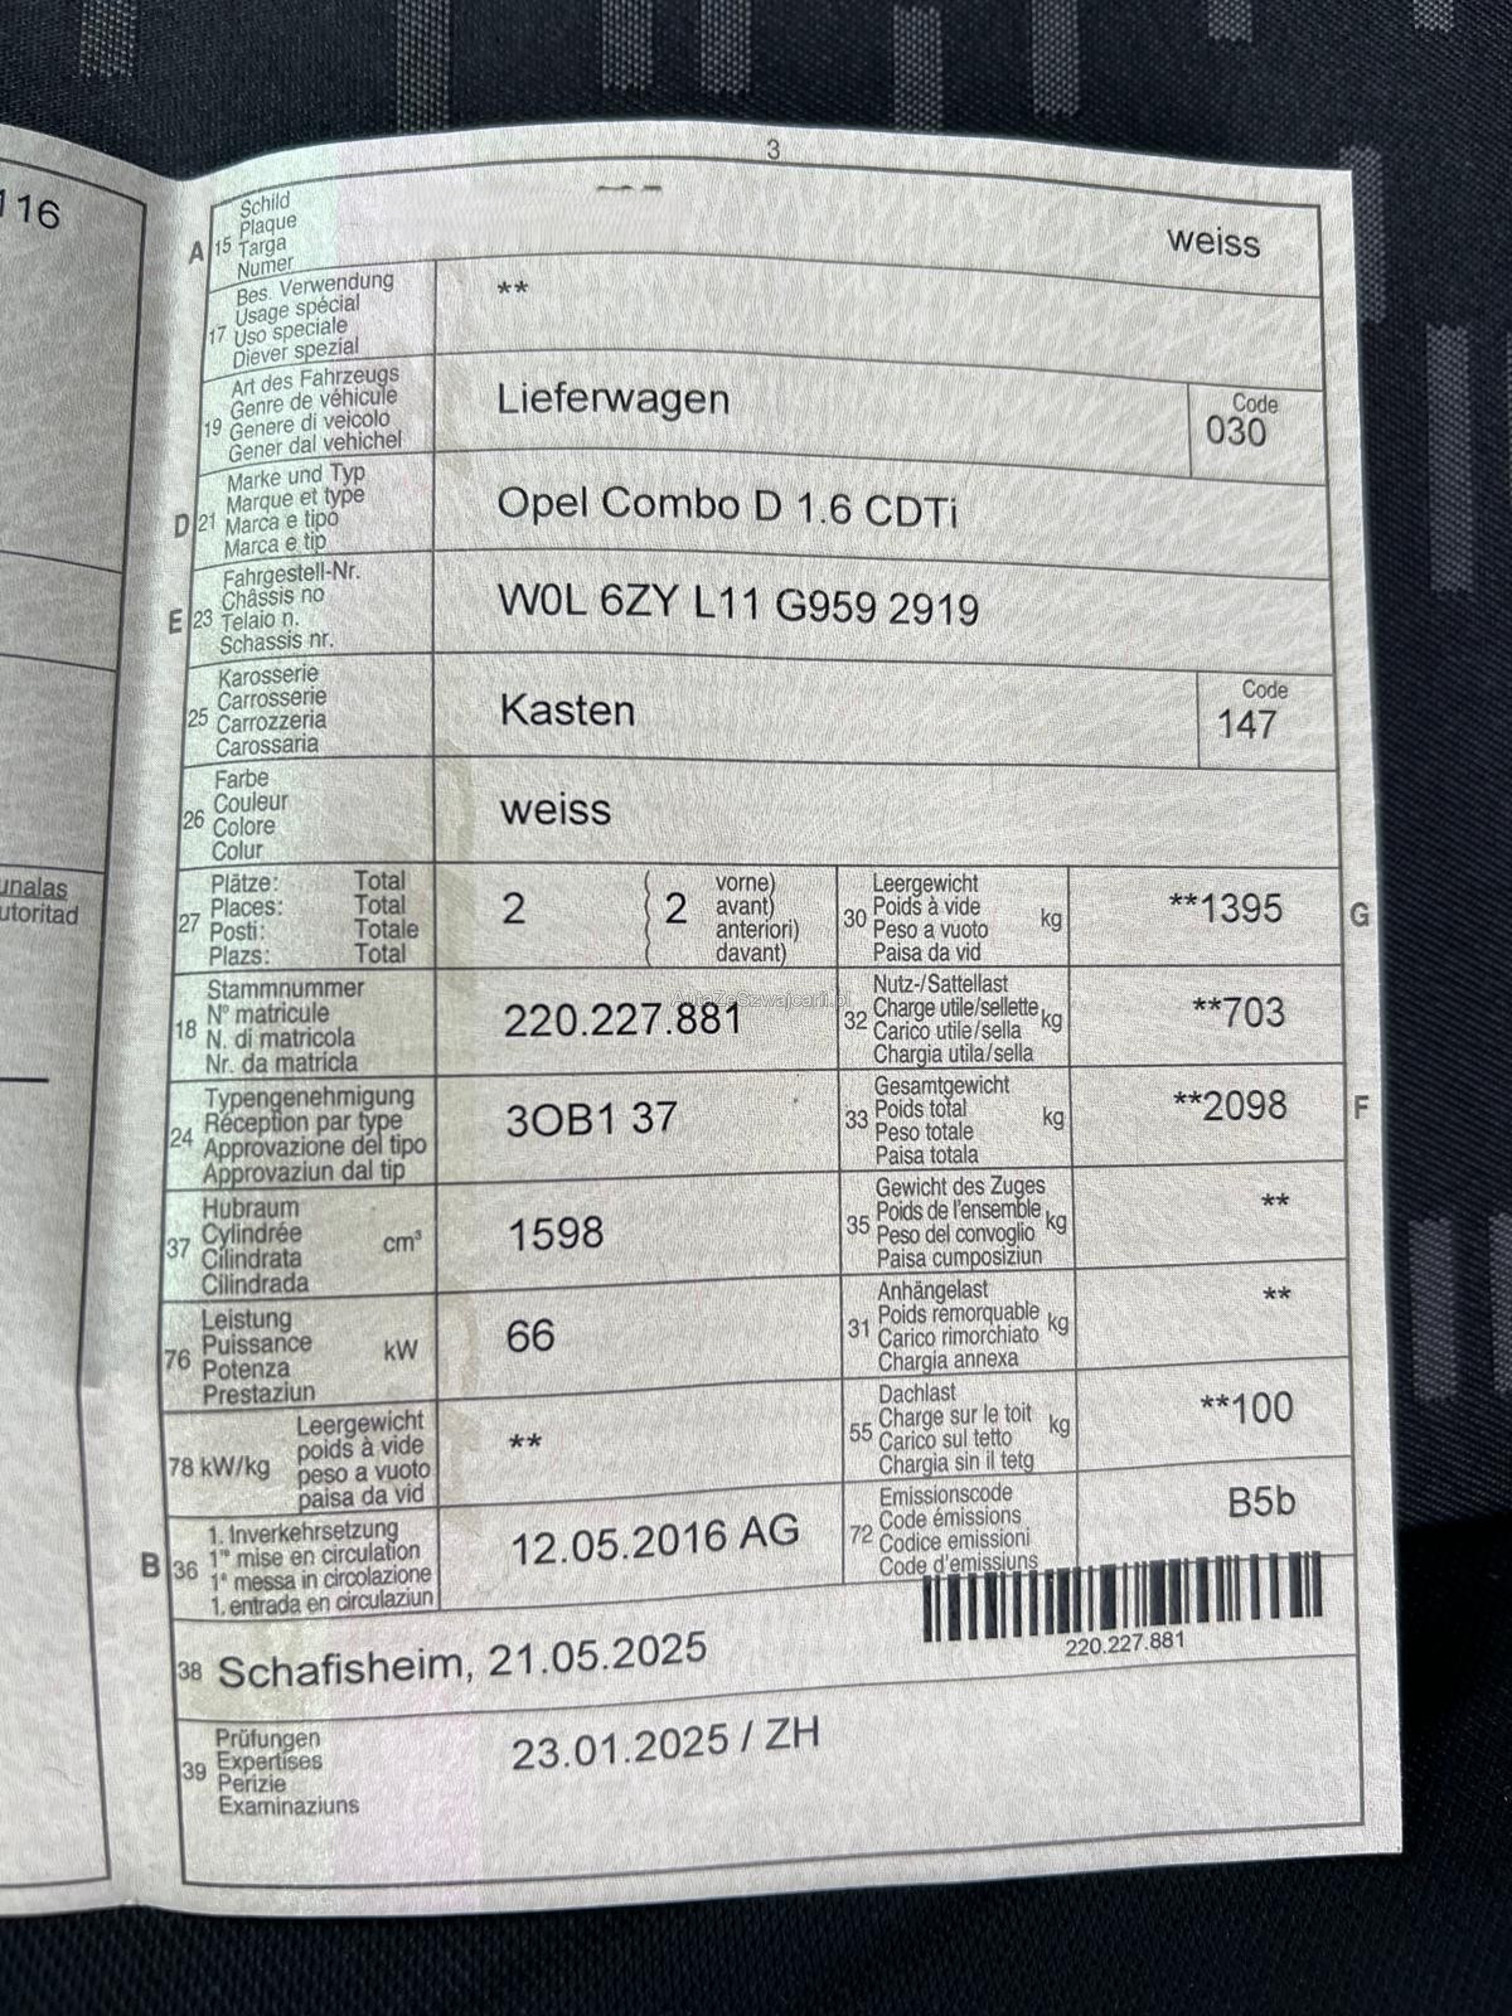 116
unalas
utoritad
3
A 15 Schild
Plaque
Targa
Numer
weiss
17 Bes. Verwendung
Usage spécial
Uso speciale
Diever spezial
**
19 Art des Fahrzeugs
Genre de véhicule
Genere di veicolo
Gener dal vehichel
Lieferwagen
Code
030
D 21 Marke und Typ
Marque et type
Marca e tipo
Marca e tip
Opel Combo D 1.6 CDTi
E 23 Fahrgestell-Nr.
Châssis no
Telaio n.
Schassis nr.
W0L 6ZY L11 G959 2919
25 Karosserie
Carrosserie
Carrozzeria
Carossaria
Kasten
Code
147
26 Farbe
Couleur
Colore
Colur
weiss
27 Plätze: Total
Places: Total
Posti: Totale
Plazs: Total
2 ( 2 vorne)
avant)
anteriori)
davant)
30 Leergewicht
Poids à vide
Peso a vuoto
Paisa da vid
kg
**1395
G
18 Stammnummer
N° matricule
N. di matricola
Nr. da matricla
220.227.881
AutaZeSzwajcarii.pl
32 Nutz-/Sattellast
Charge utile/sellette
Carico utile/sella
Chargia utila/sella
kg
**703
24 Typengenehmigung
Réception par type
Approvazione del tipo
Approvaziun dal tip
3OB1 37
33 Gesamtgewicht
Poids total
Peso totale
Paisa totala
kg
**2098
F
37 Hubraum
Cylindrée
Cilindrata
Cilindrada
cm³
1598
35 Gewicht des Zuges
Poids de l'ensemble
Peso del convoglio
Paisa cumposiziun
kg
**
76 Leistung
Puissance
Potenza
Prestaziun
kW
66
31 Anhängelast
Poids remorquable
Carico rimorchiato
Chargia annexa
kg
**
78 kW/kg Leergewicht
poids à vide
peso a vuoto
paisa da vid
**
55 Dachlast
Charge sur le toit
Carico sul tetto
Chargia sin il tetg
kg
**100
B 36 1. Inverkehrsetzung
1re mise en circulation
1a messa in circolazione
1. entrada en circulaziun
12.05.2016 AG
72 Emissionscode
Code émissions
Codice emissioni
Code d'emissiuns
B5b
220.227.881
38 Schafisheim, 21.05.2025
39 Prüfungen
Expertises
Perizie
Examinaziuns
23.01.2025 / ZH